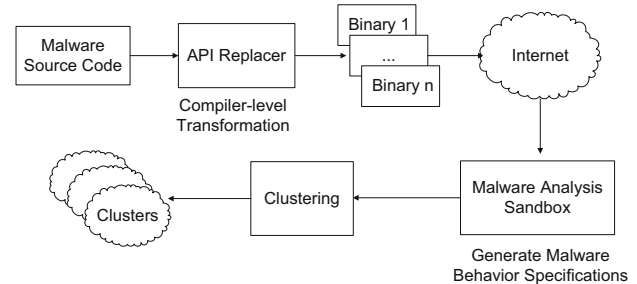 Malware
Source Code
API Replacer
Compiler-level
Transformation
Binary 1
...
Binary n
Internet
Malware Analysis
Sandbox
Generate Malware
Behavior Specifications
Clustering
Clusters